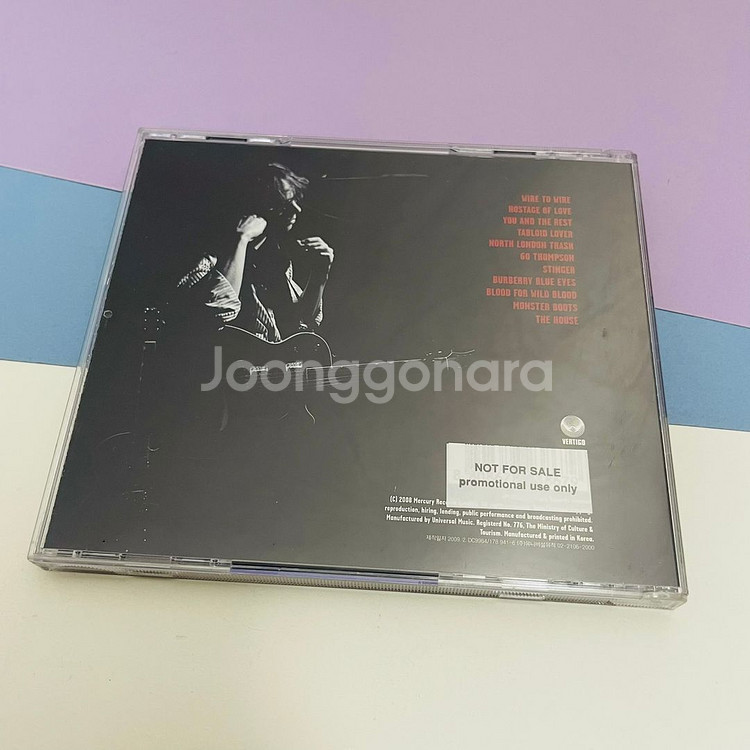 WIRE TO WIRE
HOSTAGE OF LOVE
YOU AND THE REST
TABLOID LOVER
NORTH LONDON TRASH
GO THOMPSON
STINGER
BURBERRY BLUE EYES
BLOOD FOR WILD BLOOD
MONSTER BOOTS
THE HORSE
Joonggonara
VERTIGO
NOT FOR SALE
promotional use only
(C) 2008 Mercury
reproduction, hiring, lending, public performance and broadcasting prohibited.
Manufactured by Universal Music. Registerd No. 776, The Ministry of Culture &
Tourism. Manufactured & printed in Korea.